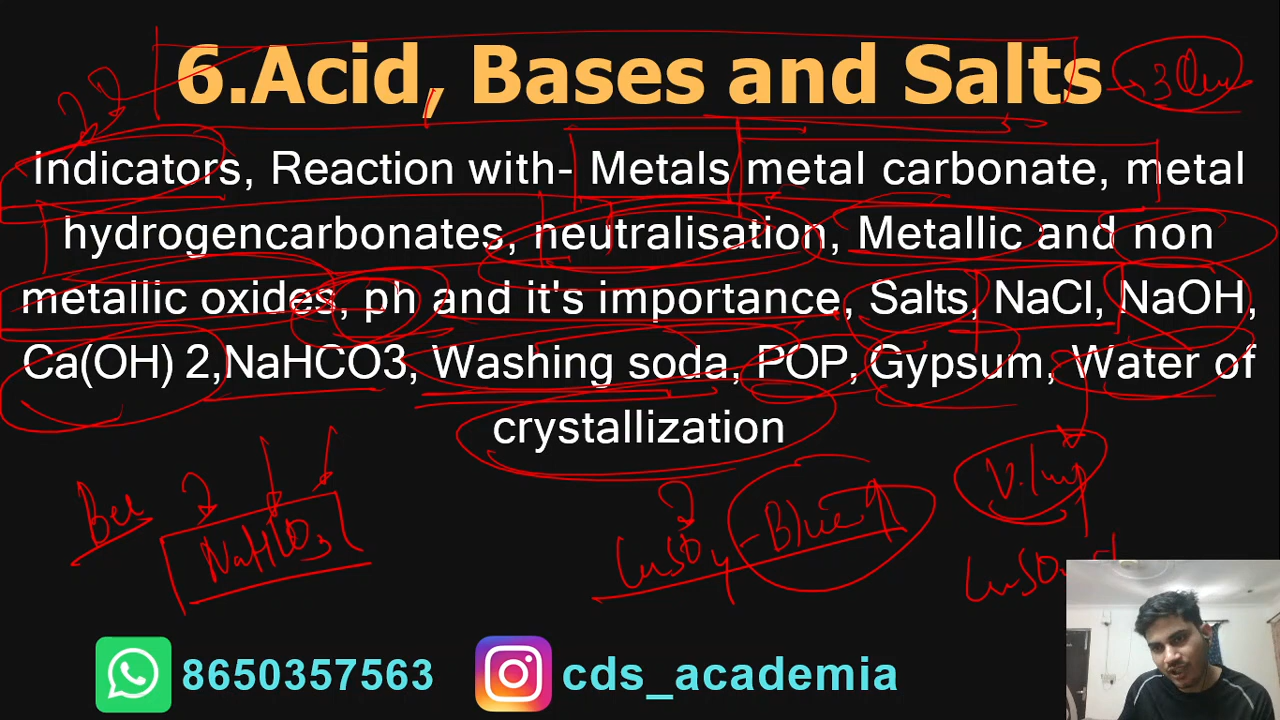 6.Acid, Bases and Salts
indicators, Reaction with- Metals metal carbonate, metal
hydrogencarbonates, neutralisation, Metallic and non
metallic oxides, ph and it's importance, Salts, NaCl, NaOH,
Ca(OH) 2,NaHCO3, Washing soda, POP, Gypsum, Water of
crystallization
Bee
NaHCO3
CuSO4 - Blue
V.Imp
8650357563
cds_academia